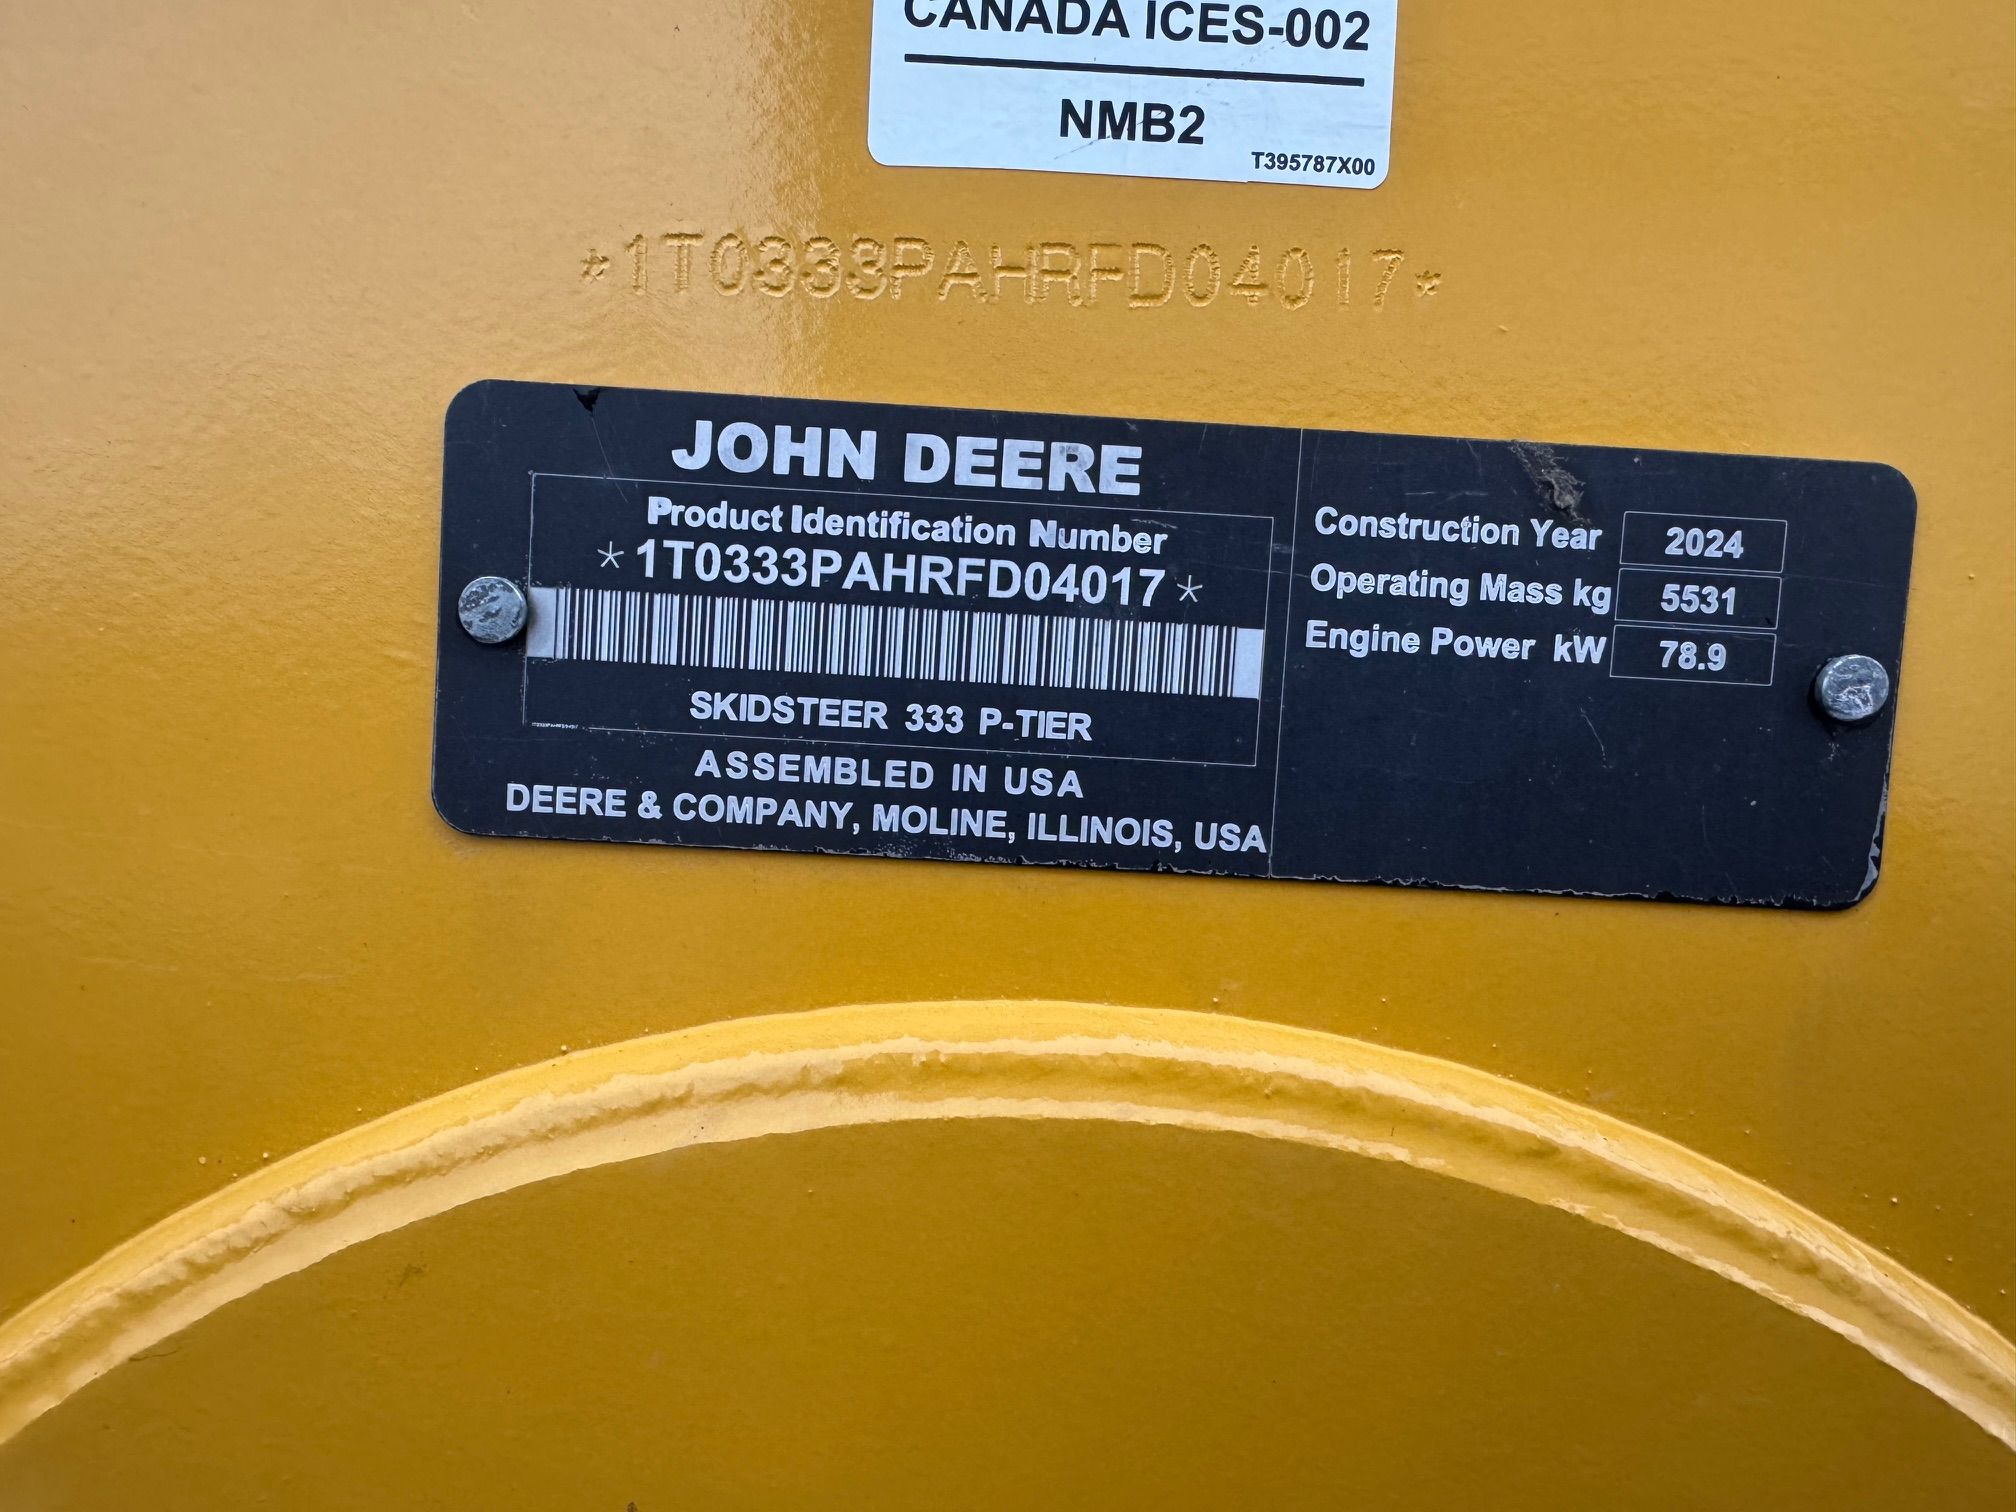 CANADA ICES-002
NMB2
T395787X00
*1T0333PAHRFD04017*
JOHN DEERE
Product Identification Number
*1T0333PAHRFD04017*
SKIDSTEER 333 P-TIER
ASSEMBLED IN USA
DEERE & COMPANY, MOLINE, ILLINOIS, USA
Construction Year 2024
Operating Mass kg 5531
Engine Power kW 78.9